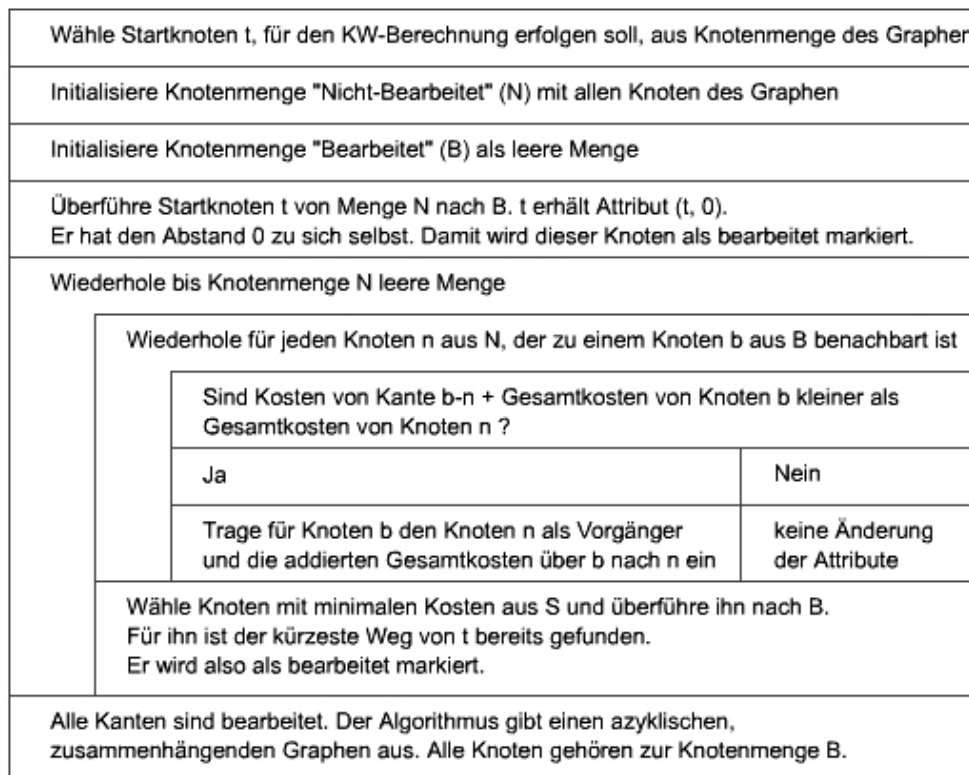 Wähle Startknoten t, für den KW-Berechnung erfolgen soll, aus Knotenmenge des Graphen
Initialisiere Knotenmenge "Nicht-Bearbeitet" (N) mit allen Knoten des Graphen
Initialisiere Knotenmenge "Bearbeitet" (B) als leere Menge
Überführe Startknoten t von Menge N nach B. t erhält Attribut (t, 0).
Er hat den Abstand 0 zu sich selbst. Damit wird dieser Knoten als bearbeitet markiert.
Wiederhole bis Knotenmenge N leere Menge
Wiederhole für jeden Knoten n aus N, der zu einem Knoten b aus B benachbart ist
Sind Kosten von Kante b-n + Gesamtkosten von Knoten b kleiner als
Gesamtkosten von Knoten n ?
Ja
Nein
Trage für Knoten b den Knoten n als Vorgänger
und die addierten Gesamtkosten über b nach n ein
keine Änderung
der Attribute
Wähle Knoten mit minimalen Kosten aus S und überführe ihn nach B.
Für ihn ist der kürzeste Weg von t bereits gefunden.
Er wird also als bearbeitet markiert.
Alle Kanten sind bearbeitet. Der Algorithmus gibt einen azyklischen,
zusammenhängenden Graphen aus. Alle Knoten gehören zur Knotenmenge B.